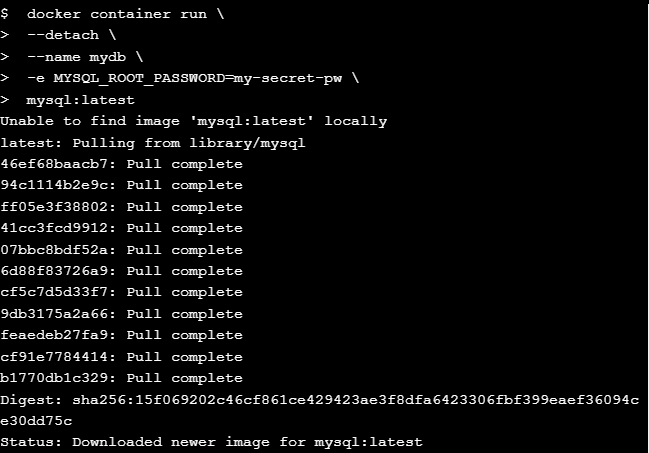 $  docker container run \
>  --detach \
>  --name mydb \
>  -e MYSQL_ROOT_PASSWORD=my-secret-pw \
>  mysql:latest
Unable to find image 'mysql:latest' locally
latest: Pulling from library/mysql
46ef68baacb7: Pull complete
94c1114b2e9c: Pull complete
ff05e3f38802: Pull complete
41cc3fcd9912: Pull complete
07bbc8bdf52a: Pull complete
6d88f83726a9: Pull complete
cf5c7d5d33f7: Pull complete
9db3175a2a66: Pull complete
feaedeb27fa9: Pull complete
cf91e7784414: Pull complete
b1770db1c329: Pull complete
Digest: sha256:15f069202c46cf861ce429423ae3f8dfa6423306fbf399eaef36094c
e30dd75c
Status: Downloaded newer image for mysql:latest